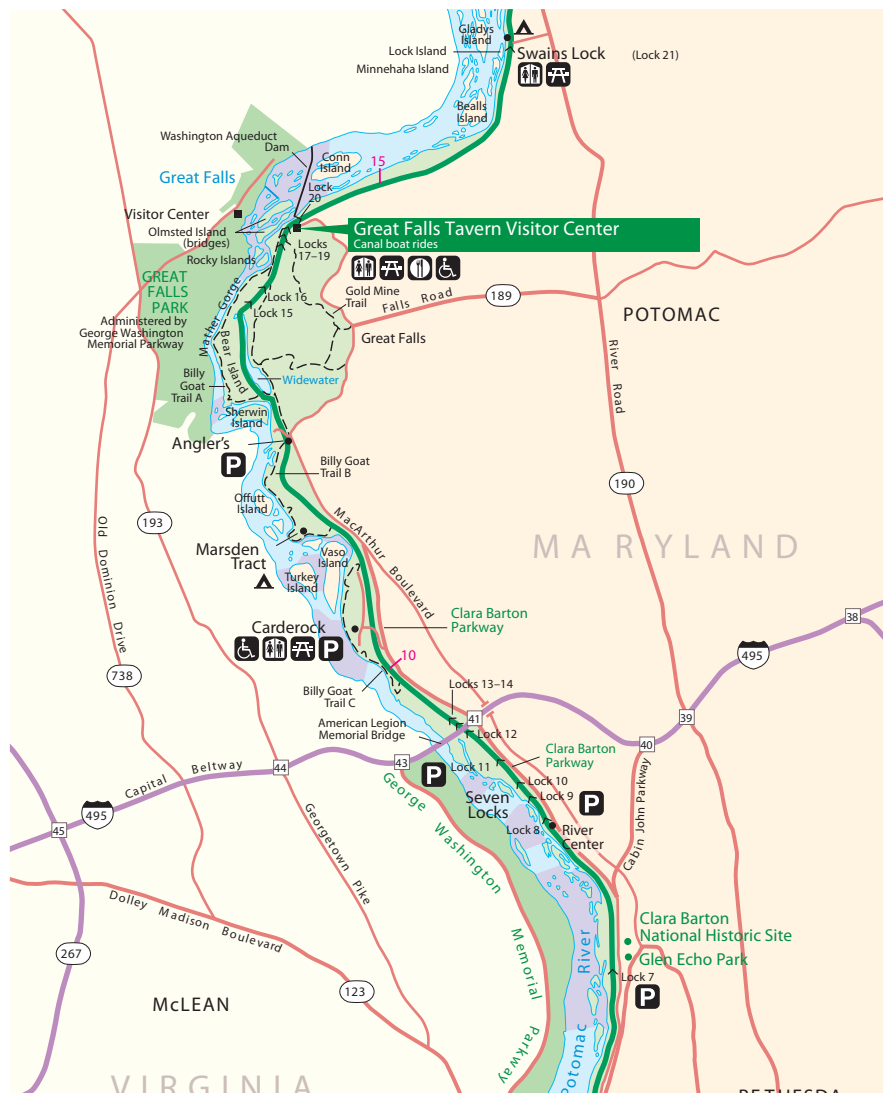 Gladys
Island
Lock Island
Swains Lock
(Lock 21)
Minnehaha Island
Bealls
Island
Washington Aqueduct
Dam
Conn
Island
15
Great Falls
Lock
20
Visitor Center
Olmsted Island
(bridges)
Great Falls Tavern Visitor Center
Canal boat rides
Locks
17–19
Rocky Islands
GREAT
FALLS
PARK
Administered by
George Washington
Memorial Parkway
Mather Gorge
Lock 16
Lock 15
Gold Mine
Trail
Falls Road
189
POTOMAC
Great Falls
Bear Island
River Road
Billy
Goat
Trail A
Widewater
Sherwin
Island
Angler's
P
Billy Goat
Trail B
190
Offutt
Island
Old Dominion Drive
193
MacArthur Boulevard
MARYLAND
Marsden
Tract
Vaso
Island
Turkey
Island
Clara Barton
Parkway
38
Carderock
P
495
10
738
Billy Goat
Trail C
Locks 13–14
41
39
American Legion
Memorial Bridge
Lock 12
40
Clara Barton
Parkway
43
44
Capital Beltway
P
Lock 11
Lock 10
Lock 9
P
Seven
Locks
Lock 8
River
Center
Cabin John Parkway
495
45
George Washington Memorial Parkway
Georgetown Pike
Dolley Madison Boulevard
Clara Barton
National Historic Site
Glen Echo Park
Lock 7
P
267
123
McLEAN
Potomac River
VIRGINIA
BETHESDA